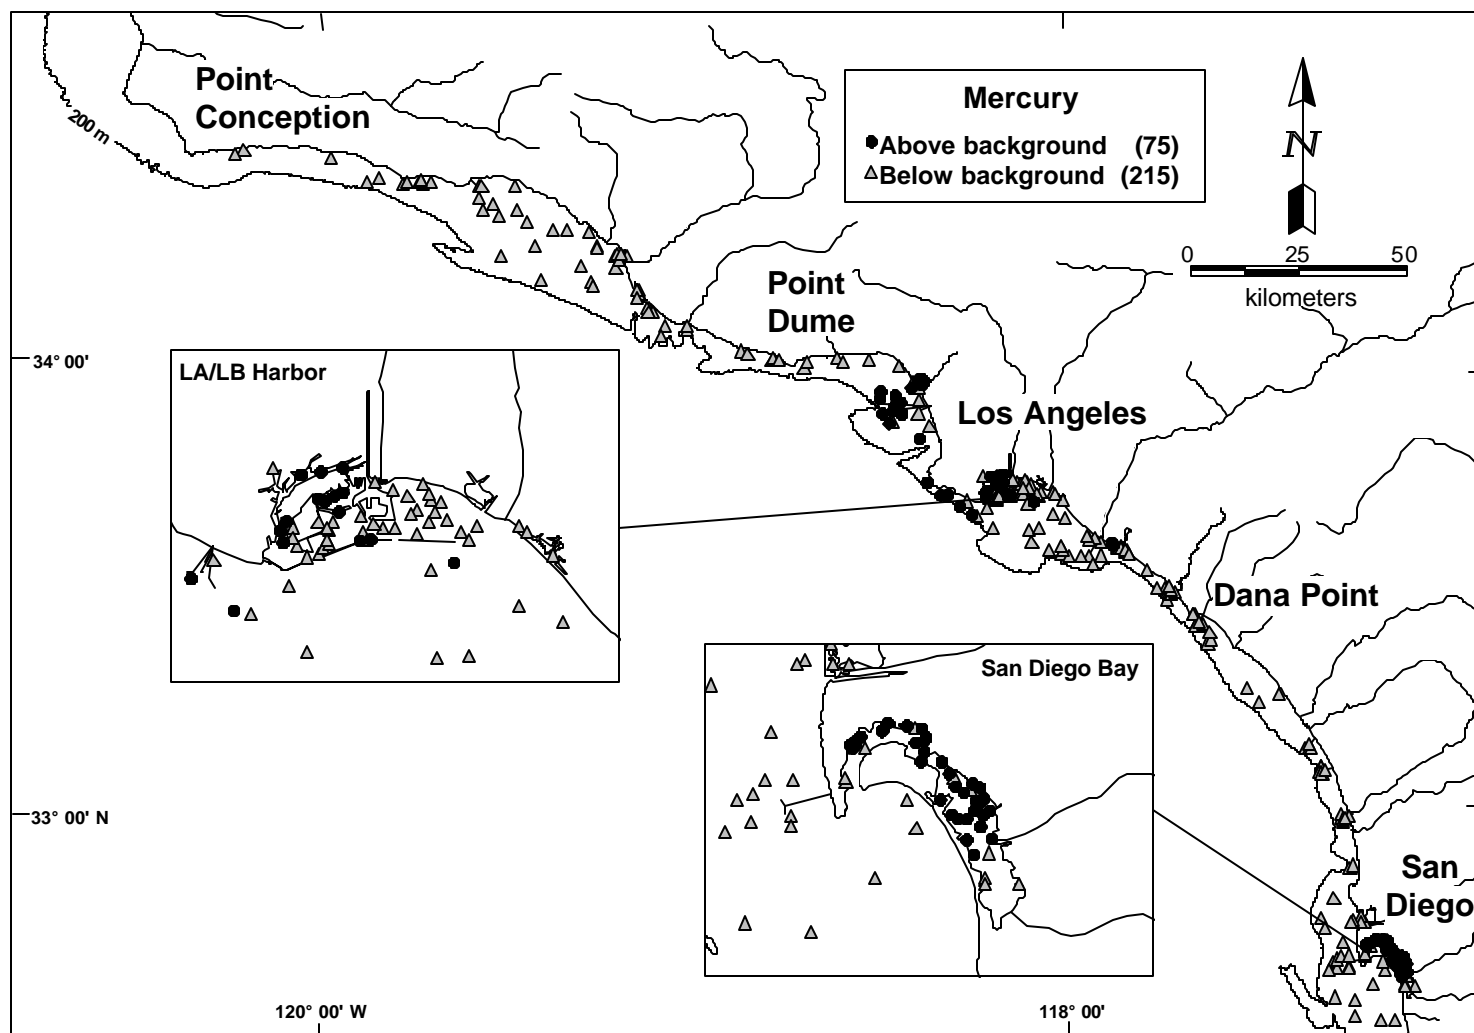 Point
Conception
200 m
Mercury
Above background (75)
Below background (215)
N
0 25 50
kilometers
Point
Dume
34° 00'
LA/LB Harbor
Los Angeles
Dana Point
San Diego Bay
33° 00' N
San
Diego
120° 00' W
118° 00'